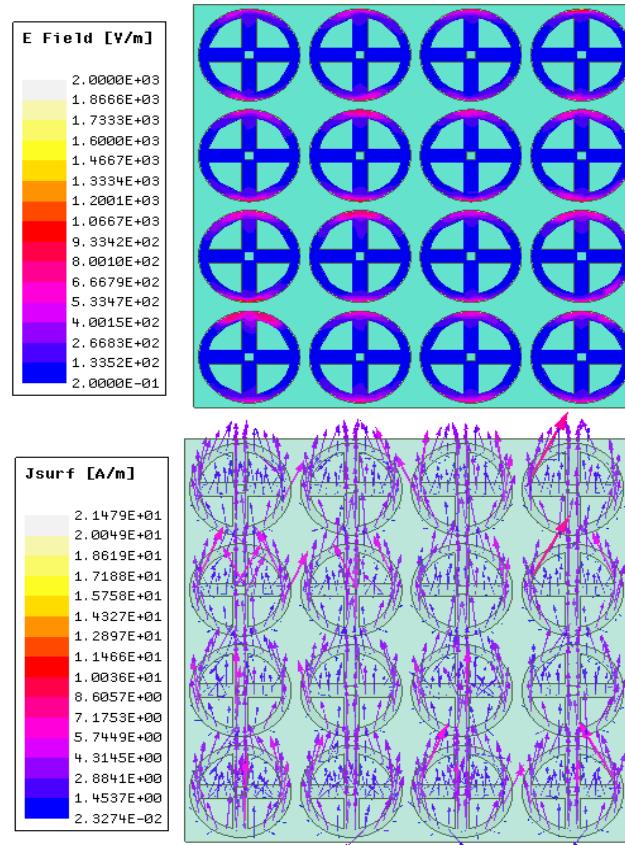 E Field [V/m]
2.0000E+03
1.8666E+03
1.7333E+03
1.6000E+03
1.4667E+03
1.3334E+03
1.2001E+03
1.0667E+03
9.3342E+02
8.0010E+02
6.6679E+02
5.3347E+02
4.0015E+02
2.6683E+02
1.3352E+02
2.0000E-01
Jsurf [A/m]
2.1479E+01
2.0049E+01
1.8619E+01
1.7188E+01
1.5758E+01
1.4327E+01
1.2897E+01
1.1466E+01
1.0036E+01
8.6057E+00
7.1753E+00
5.7449E+00
4.3145E+00
2.8841E+00
1.4537E+00
2.3274E-02